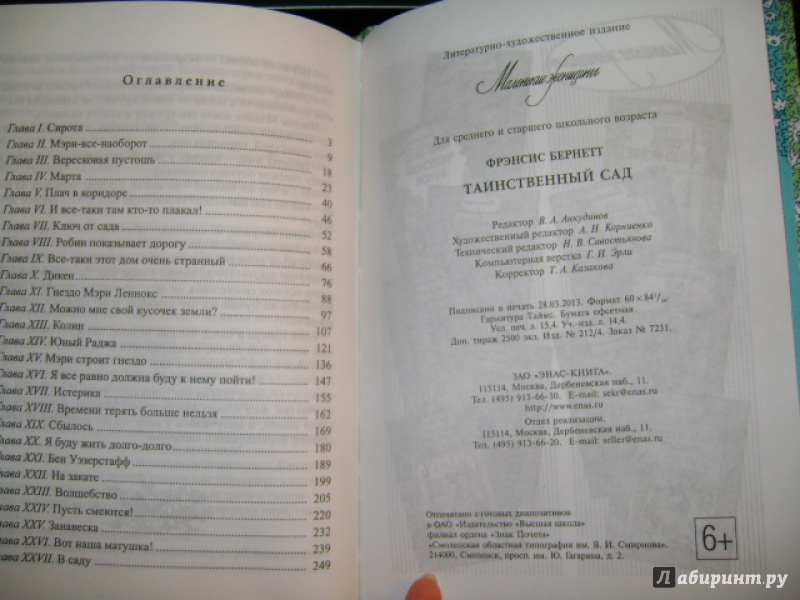 Оглавление
Глава I. Сирота 3
Глава II. Мэри-все-наоборот 9
Глава III. Вересковая пустошь 18
Глава IV. Марта 23
Глава V. Плач в коридоре 40
Глава VI. И все-таки там кто-то плакал! 46
Глава VII. Ключ от сада 52
Глава VIII. Робин показывает дорогу 58
Глава IX. Все-таки этот дом очень странный 66
Глава X. Дикен 76
Глава XI. Гнездо Мэри Леннокс 88
Глава XII. Можно мне свой кусочек земли? 97
Глава XIII. Колин 107
Глава XIV. Юный Раджа 121
Глава XV. Мэри строит гнездо 136
Глава XVI. Я все равно должна буду к нему пойти! 147
Глава XVII. Истерика 155
Глава XVIII. Времени терять больше нельзя 162
Глава XIX. Сбылось 169
Глава XX. Я буду жить долго-долго 180
Глава XXI. Бен Уэзерстафф 189
Глава XXII. На закате 199
Глава XXIII. Волшебство 205
Глава XXIV. Пусть смеются! 220
Глава XXV. Занавеска 232
Глава XXVI. Вот наша матушка! 239
Глава XXVII. В саду 249
Литературно-художественное издание
Маленькие женщины
Для среднего и старшего школьного возраста
ФРЭНСИС БЕРНЕТТ
ТАИНСТВЕННЫЙ САД
Редактор В. А. Анкудинов
Художественный редактор А. Н. Корниенко
Технический редактор Н. В. Савостьянова
Компьютерная верстка Г. И. Эрли
Корректор Т. А. Казакова
Подписано в печать 28.03.2013. Формат 60 × 84 1/16.
Гарнитура Таймс. Бумага офсетная.
Усл. печ. л. 15,4. Уч.-изд. л. 14,4.
Доп. тираж 2500 экз. Изд. № 212/4. Заказ № 7231.
ЗАО «ЭНАС-КНИГА».
115114, Москва, Дербеневская наб., 11.
Тел. (495) 913-66-30. E-mail: sekr@enas.ru
http://www.enas.ru
Отдел реализации.
115114, Москва, Дербеневская наб., 11.
Тел. (495) 913-66-20. E-mail: seller@enas.ru
Отпечатано с готовых диапозитивов
в ОАО «Издательство «Высшая школа»
филиал ордена «Знак Почета»
«Смоленская областная типография им. В. И. Смирнова».
214000, Смоленск, просп. им. Ю. Гагарина, д. 2.
6+
Лабиринт.ру